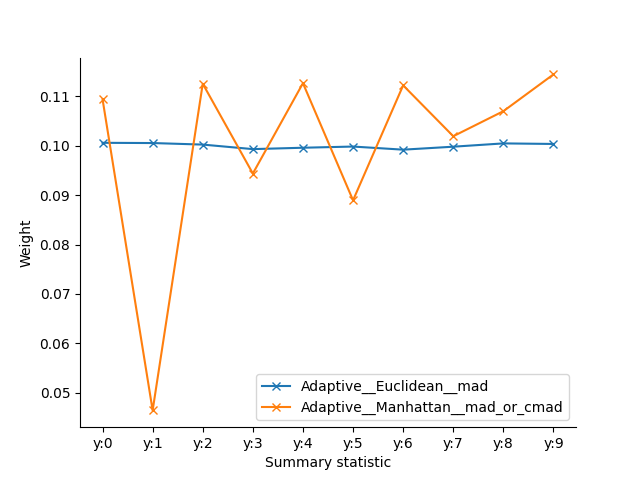 0.11
0.10
0.09
0.08
0.07
0.06
0.05
Weight
y:0 y:1 y:2 y:3 y:4 y:5 y:6 y:7 y:8 y:9
Summary statistic
Adaptive__Euclidean__mad
Adaptive__Manhattan__mad_or_cmad